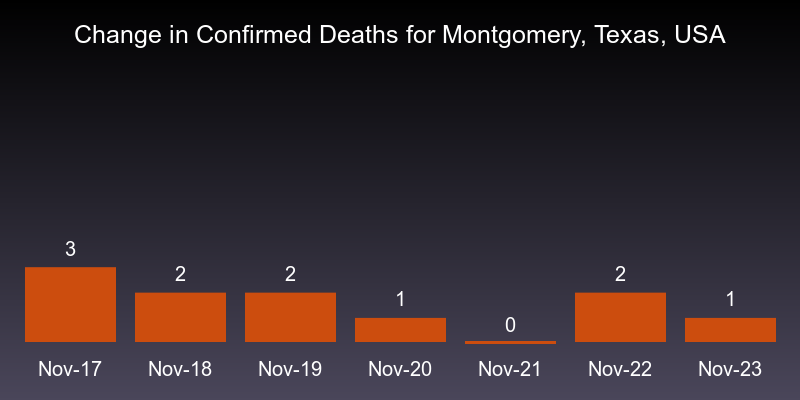 Change in Confirmed Deaths for Montgomery, Texas, USA
3
2
2
1
0
2
1
Nov-17
Nov-18
Nov-19
Nov-20
Nov-21
Nov-22
Nov-23